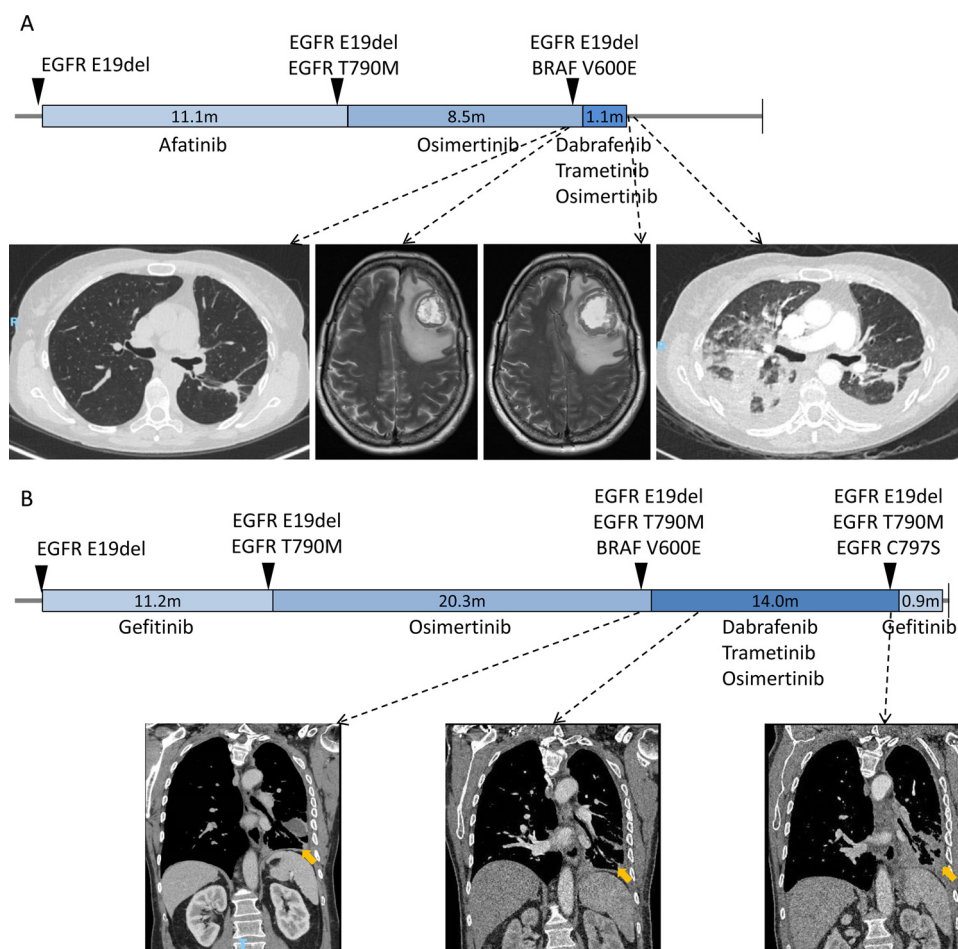 A
EGFR E19del
EGFR E19del
EGFR T790M
EGFR E19del
BRAF V600E
11.1m
8.5m
1.1m
Afatinib
Osimertinib
Dabrafenib
Trametinib
Osimertinib
R
B
EGFR E19del
EGFR E19del
EGFR T790M
EGFR E19del
EGFR T790M
BRAF V600E
EGFR E19del
EGFR T790M
EGFR C797S
11.2m
20.3m
14.0m
0.9m
Gefitinib
Osimertinib
Dabrafenib
Trametinib
Osimertinib
Gefitinib